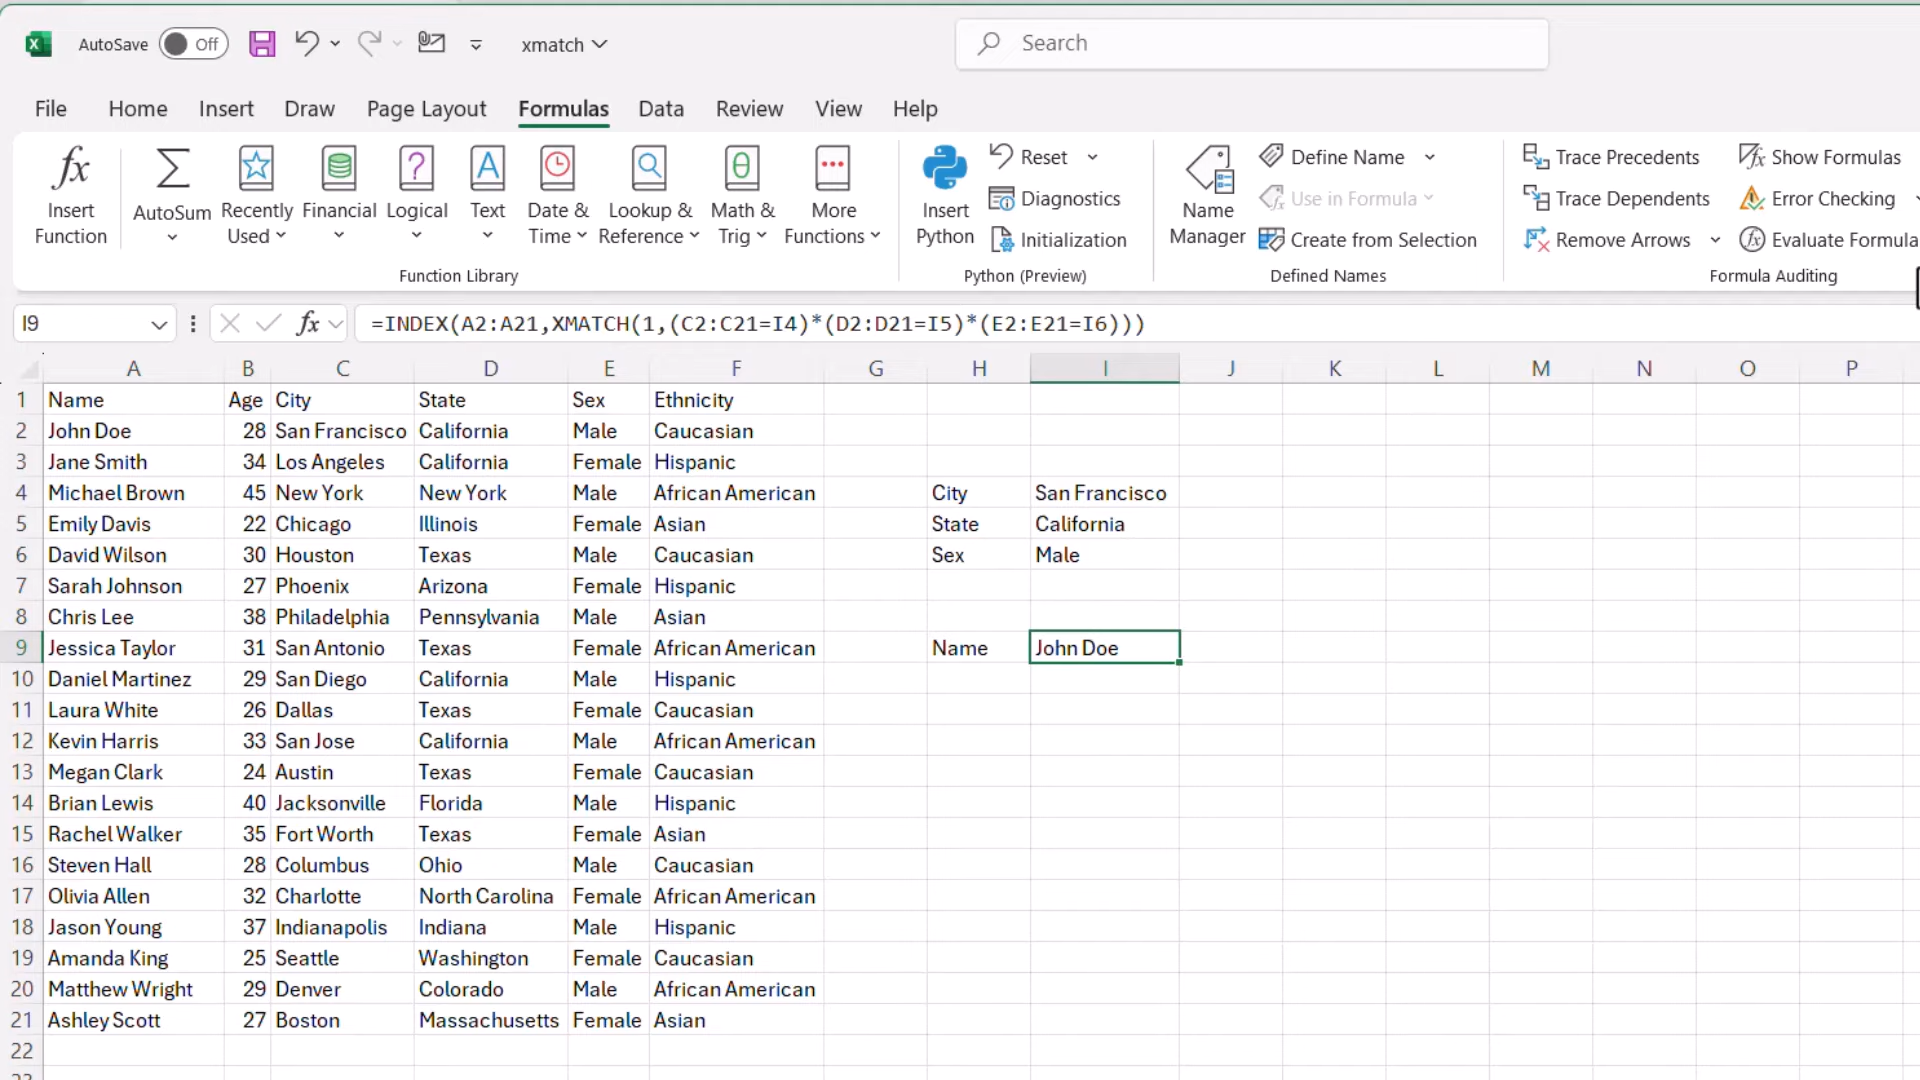 AutoSave Off xmatch Search
File Home Insert Draw Page Layout Formulas Data Review View Help
Insert Function AutoSum Recently Used Financial Logical Text Date & Time Lookup & Reference Math & Trig More Functions
Function Library
Insert Python Reset Diagnostics Initialization
Python (Preview)
Name Manager Define Name Use in Formula Create from Selection
Defined Names
Trace Precedents Trace Dependents Remove Arrows Show Formulas Error Checking Evaluate Formula
Formula Auditing
I9 fx =INDEX(A2:A21,XMATCH(1,(C2:C21=I4)*(D2:D21=I5)*(E2:E21=I6)))
A B C D E F G H I J K L M N O P
1 Name Age City State Sex Ethnicity
2 John Doe 28 San Francisco California Male Caucasian
3 Jane Smith 34 Los Angeles California Female Hispanic
4 Michael Brown 45 New York New York Male African American City San Francisco
5 Emily Davis 22 Chicago Illinois Female Asian State California
6 David Wilson 30 Houston Texas Male Caucasian Sex Male
7 Sarah Johnson 27 Phoenix Arizona Female Hispanic
8 Chris Lee 38 Philadelphia Pennsylvania Male Asian
9 Jessica Taylor 31 San Antonio Texas Female African American Name John Doe
10 Daniel Martinez 29 San Diego California Male Hispanic
11 Laura White 26 Dallas Texas Female Caucasian
12 Kevin Harris 33 San Jose California Male African American
13 Megan Clark 24 Austin Texas Female Caucasian
14 Brian Lewis 40 Jacksonville Florida Male Hispanic
15 Rachel Walker 35 Fort Worth Texas Female Asian
16 Steven Hall 28 Columbus Ohio Male Caucasian
17 Olivia Allen 32 Charlotte North Carolina Female African American
18 Jason Young 37 Indianapolis Indiana Male Hispanic
19 Amanda King 25 Seattle Washington Female Caucasian
20 Matthew Wright 29 Denver Colorado Male African American
21 Ashley Scott 27 Boston Massachusetts Female Asian
22